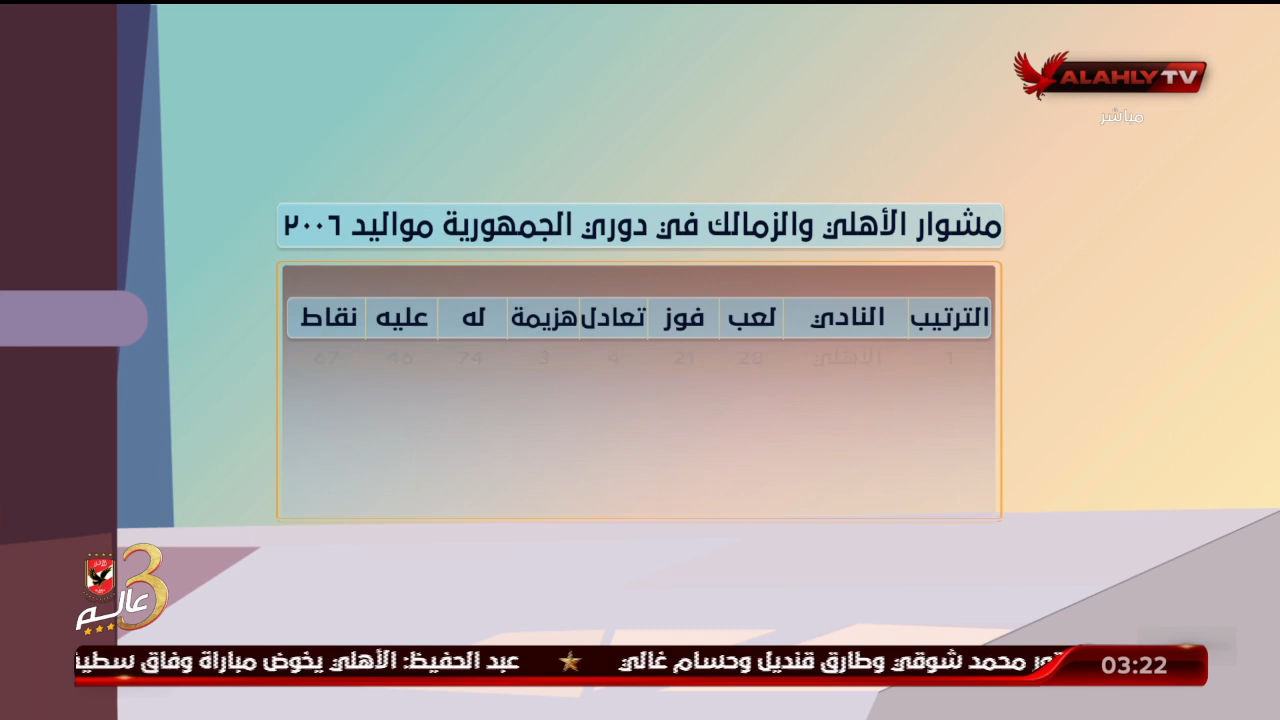 ALAHLY TV
مباشر
مشوار الأهلي والزمالك في دوري الجمهورية مواليد ٢٠٠٦
الترتيب النادي لعب فوز تعادل هزيمة له عليه نقاط
1 الأهلي 28 21 4 3 74 46 67
3 عالم
محمد شوقي وطارق قنديل وحسام غالي ★ عبد الحفيظ: الأهلي يخوض مباراة وفاق
03:22